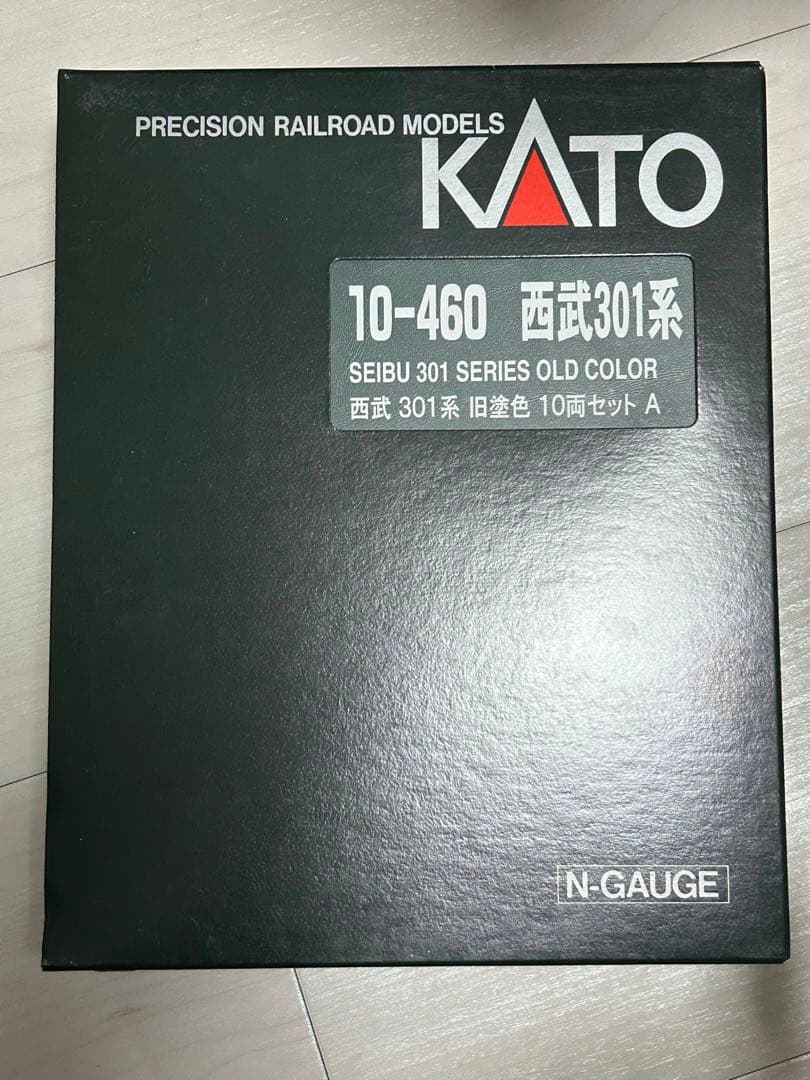 PRECISION RAILROAD MODELS
KATO
10-460 西武301系
SEIBU 301 SERIES OLD COLOR
西武 301系 旧塗色 10両セット A
N-GAUGE